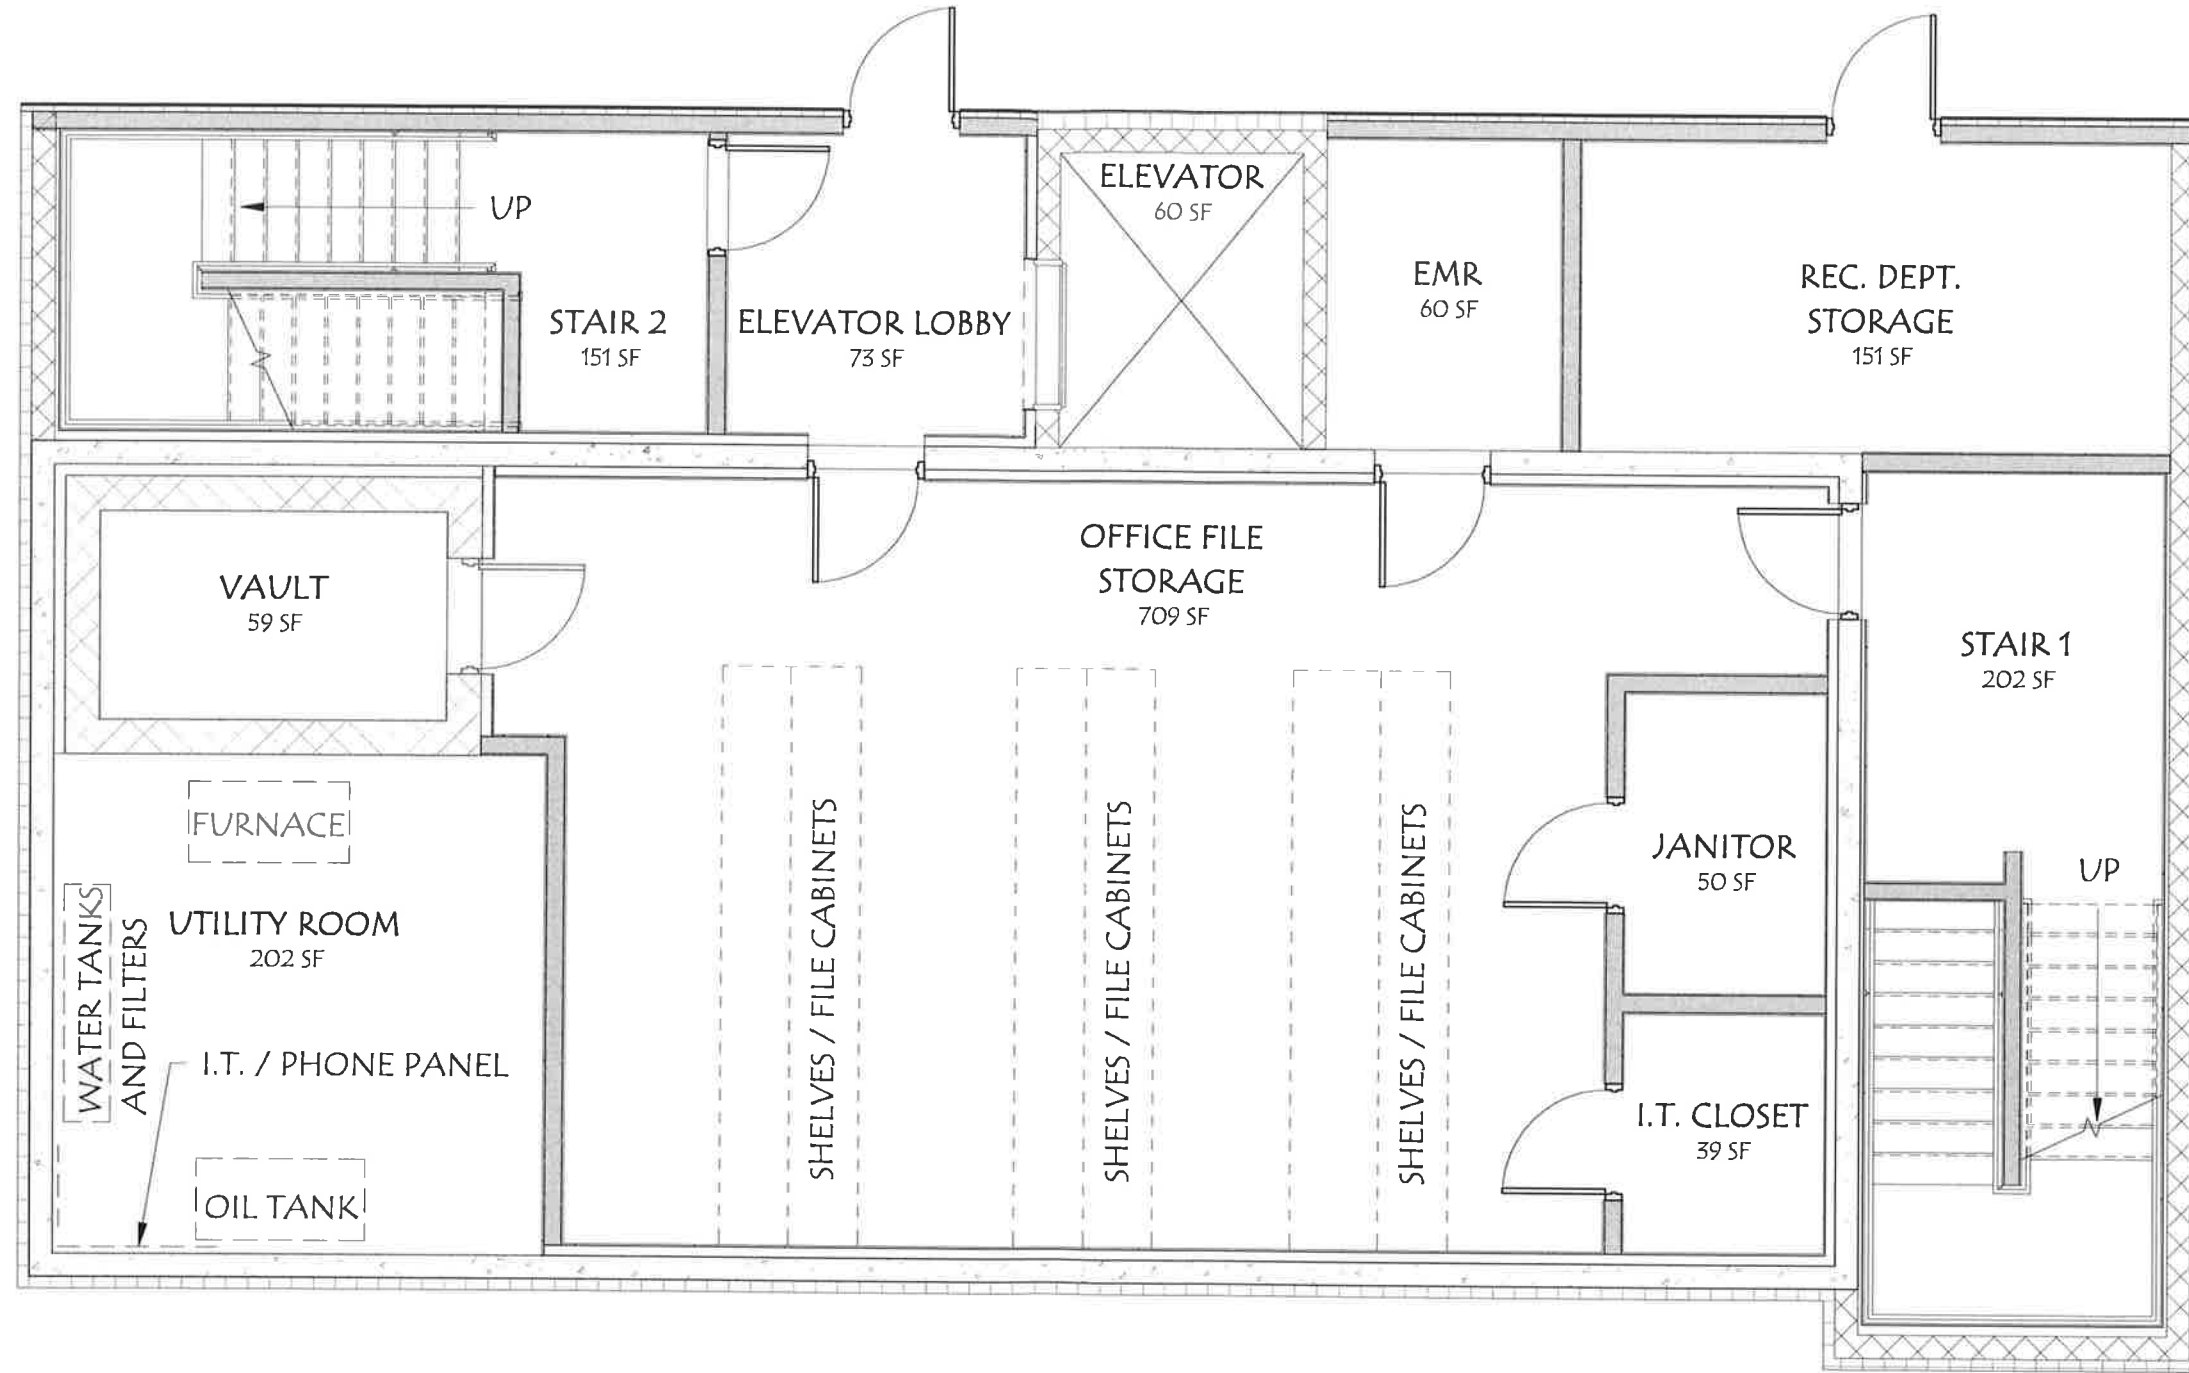 UP
STAIR 2
151 SF
ELEVATOR LOBBY
73 SF
ELEVATOR
60 SF
EMR
60 SF
REC. DEPT.
STORAGE
151 SF
VAULT
59 SF
OFFICE FILE
STORAGE
709 SF
STAIR 1
202 SF
UP
FURNACE
UTILITY ROOM
202 SF
WATER TANKS
AND FILTERS
I.T. / PHONE PANEL
OIL TANK
SHELVES / FILE CABINETS
SHELVES / FILE CABINETS
SHELVES / FILE CABINETS
JANITOR
50 SF
I.T. CLOSET
39 SF